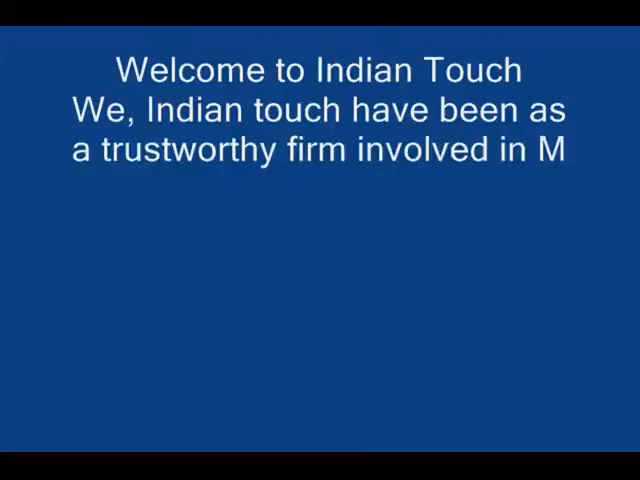 Welcome to Indian Touch
We, Indian touch have been as
a trustworthy firm involved in M